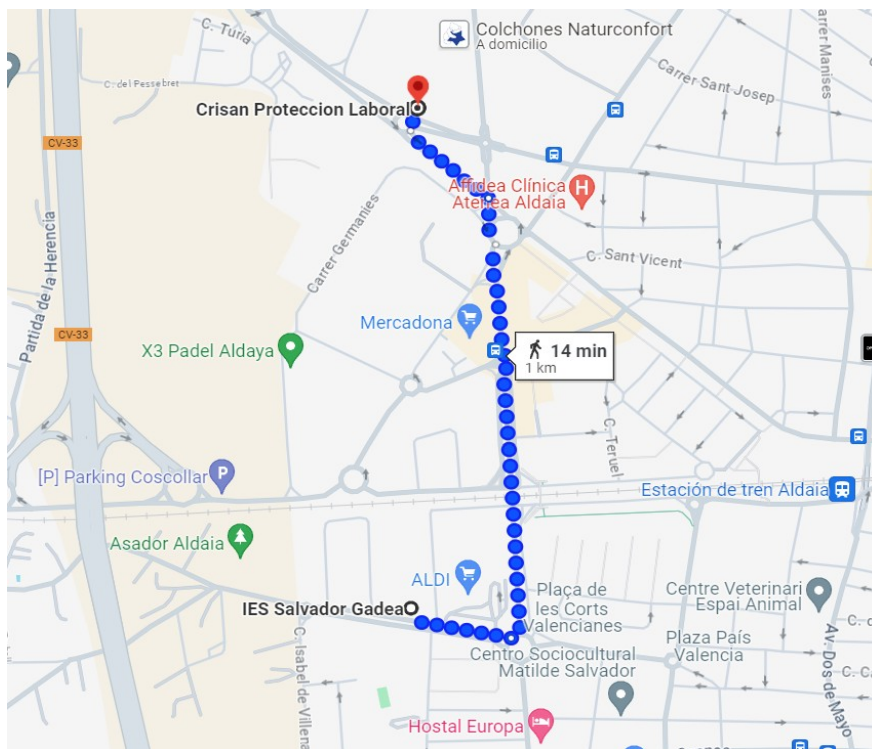 C. Turia
Colchones Naturconfort
A domicilio
Carrer Manises
C. del Pessebret
Carrer Sant Josep
Crisan Proteccion Laboral
CV-33
Affidea Clínica
Atenea Aldaia
H
Partida de la Herencia
Carrer Germanies
C. Sant Vicent
Mercadona
CV-33
X3 Padel Aldaya
14 min
1 km
C. Teruel
[P] Parking Coscollar
P
Estación de tren Aldaia
Asador Aldaia
ALDI
Plaça de
les Corts
Valencianes
Centre Veterinari
Espai Animal
IES Salvador Gadea
C. Isabel de Villena
Centro Sociocultural
Matilde Salvador
Plaza País
Valencia
Av. Dos de Mayo
Hostal Europa